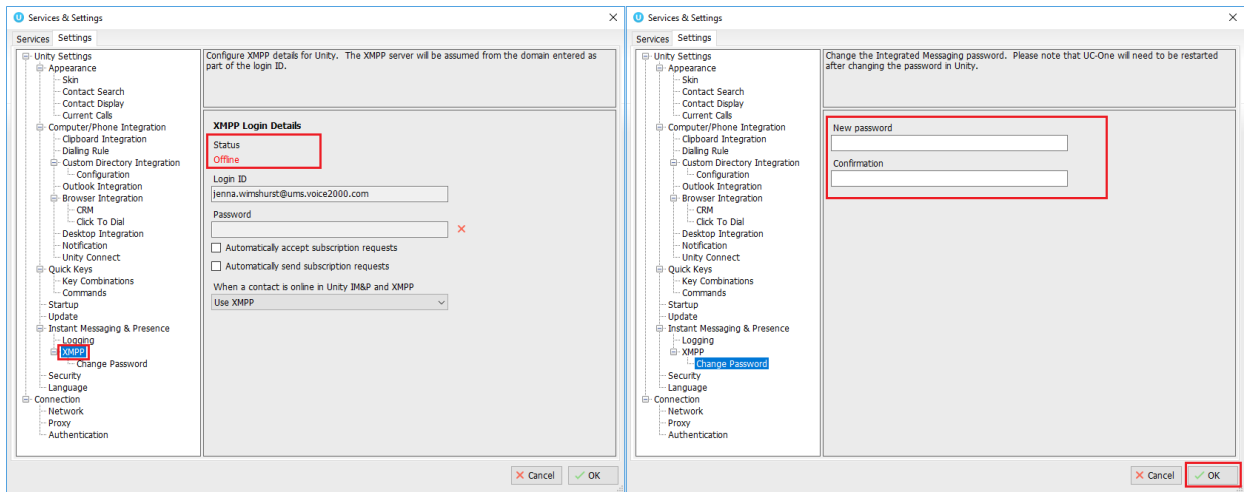 Services & Settings
Services Settings
Unity Settings
Appearance
Skin
Contact Search
Contact Display
Current Calls
Computer/Phone Integration
Clipboard Integration
Dialling Rule
Custom Directory Integration
Configuration
Outlook Integration
Browser Integration
CRM
Click To Dial
Desktop Integration
Notification
Unity Connect
Quick Keys
Key Combinations
Commands
Startup
Update
Instant Messaging & Presence
Logging
XMPP
Change Password
Security
Language
Connection
Network
Proxy
Authentication
Configure XMPP details for Unity. The XMPP server will be assumed from the domain entered as
part of the login ID.
XMPP Login Details
Status
Offline
Login ID
jenna.wimshurst@ums.voice2000.com
Password
Automatically accept subscription requests
Automatically send subscription requests
When a contact is online in Unity IM&P and XMPP
Use XMPP
Cancel OK
Services & Settings
Services Settings
Unity Settings
Appearance
Skin
Contact Search
Contact Display
Current Calls
Computer/Phone Integration
Clipboard Integration
Dialling Rule
Custom Directory Integration
Configuration
Outlook Integration
Browser Integration
CRM
Click To Dial
Desktop Integration
Notification
Unity Connect
Quick Keys
Key Combinations
Commands
Startup
Update
Instant Messaging & Presence
Logging
XMPP
Change Password
Security
Language
Connection
Network
Proxy
Authentication
Change the Integrated Messaging password. Please note that UC-One will need to be restarted
after changing the password in Unity.
New password
Confirmation
Cancel OK